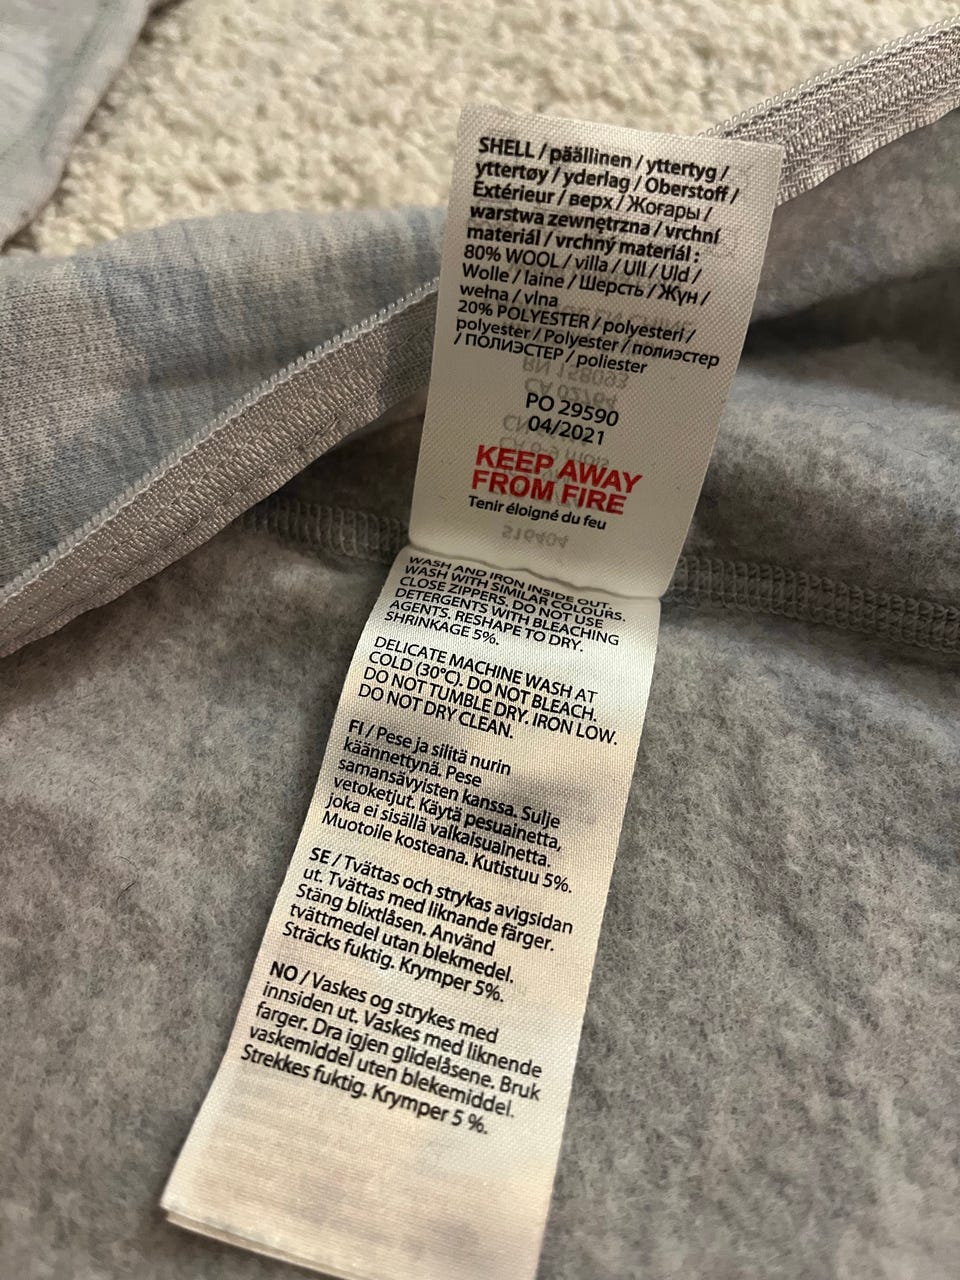 SHELL / päällinen / yttertyg /
yttertøy / yderlag / Oberstoff /
Extérieur / верх / Жоғары /
warstwa zewnętrzna / vrchní
materiál / vrchný materiál :
80% WOOL / villa / Ull / Uld /
Wolle / laine / Шерсть / Жүн /
wełna / vlna
20% POLYESTER / polyesteri /
polyester / Polyester / полиэстер
/ ПОЛИЭСТЕР / poliester
RN 158093
CA 02764
PO 29590
04/2021
KEEP AWAY
FROM FIRE
Tenir éloigné du feu
516404
WASH AND IRON INSIDE OUT.
WASH WITH SIMILAR COLOURS.
CLOSE ZIPPERS. DO NOT USE
DETERGENTS WITH BLEACHING
AGENTS. RESHAPE TO DRY.
SHRINKAGE 5%.
DELICATE MACHINE WASH AT
COLD (30°C). DO NOT BLEACH.
DO NOT TUMBLE DRY. IRON LOW.
DO NOT DRY CLEAN.
FI / Pese ja silitä nurin
käännettynä. Pese
samansävyisten kanssa. Sulje
vetoketjut. Käytä pesuainetta,
joka ei sisällä valkaisuainetta.
Muotoile kosteana. Kutistuu 5%.
SE / Tvättas och strykas avigsidan
ut. Tvättas med liknande färger.
Stäng blixtlåsen. Använd
tvättmedel utan blekmedel.
Sträcks fuktig. Krymper 5%.
NO / Vaskes og strykes med
innsiden ut. Vaskes med liknende
farger. Dra igjen glidelåsene. Bruk
vaskemiddel uten blekemiddel.
Strekkes fuktig. Krymper 5 %.